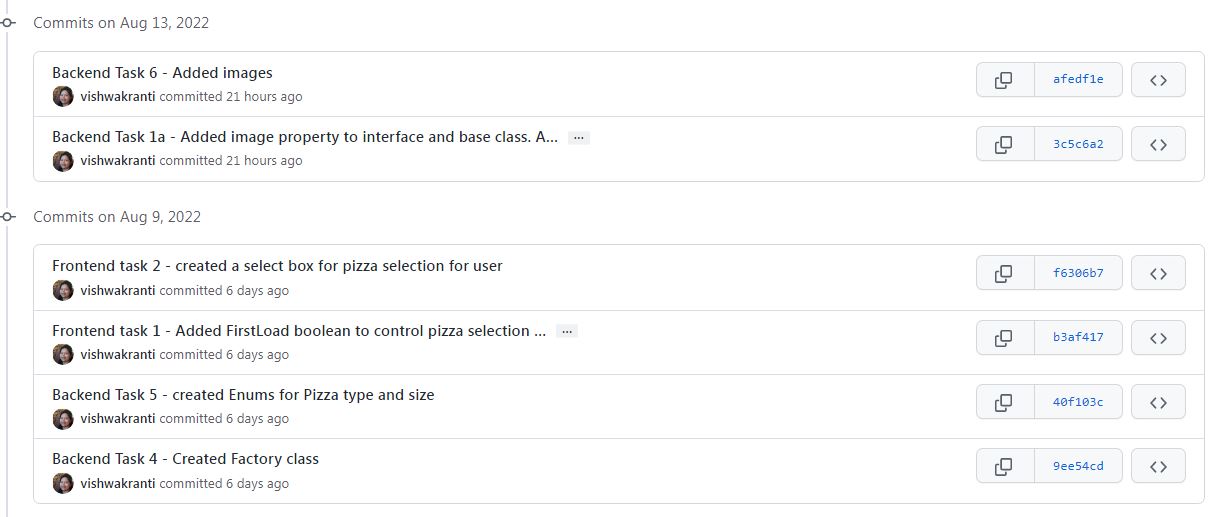 Commits on Aug 13, 2022
Backend Task 6 - Added images
afedf1e
vishwakranti committed 21 hours ago
Backend Task 1a - Added image property to interface and base class. A... ...
3c5c6a2
vishwakranti committed 21 hours ago
Commits on Aug 9, 2022
Frontend task 2 - created a select box for pizza selection for user
f6306b7
vishwakranti committed 6 days ago
Frontend task 1 - Added FirstLoad boolean to control pizza selection ... ...
b3af417
vishwakranti committed 6 days ago
Backend Task 5 - created Enums for Pizza type and size
40f103c
vishwakranti committed 6 days ago
Backend Task 4 - Created Factory class
9ee54cd
vishwakranti committed 6 days ago